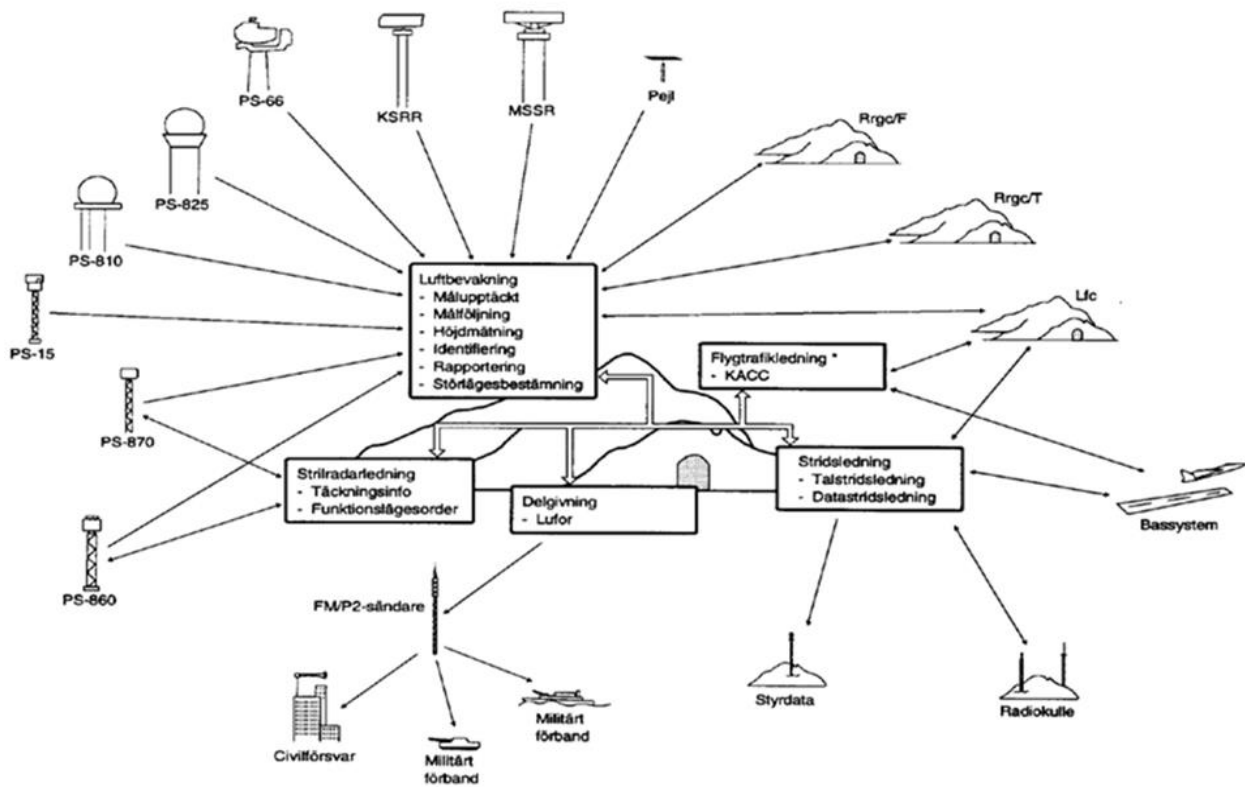 PS-66
KSRR
MSSR
Pejl
Rrgc/F
PS-825
Rrgc/T
PS-810
Luftbevakning
- Målupptäckt
- Målföljning
- Höjdmätning
- Identifiering
- Rapportering
- Störlägesbestämning
Lfc
PS-15
Flygtrafikledning *
- KACC
PS-870
Strilradarledning
- Täckningsinfo
- Funktionslägesorder
Delgivning
- Lufor
Stridsledning
- Talstridsledning
- Datastridsledning
Bassystem
PS-860
FM/P2-sändare
Styrdata
Radiokulle
Civilförsvar
Militärt
förband
Militärt
förband